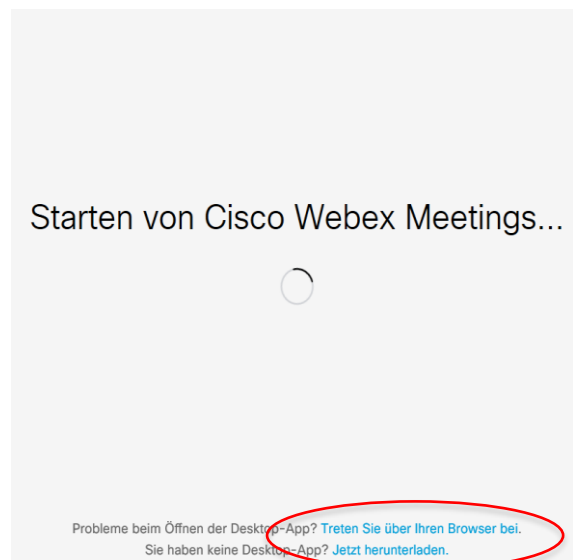 Starten von Cisco Webex Meetings...
Probleme beim Öffnen der Desktop-App? Treten Sie über Ihren Browser bei.
Sie haben keine Desktop-App? Jetzt herunterladen.